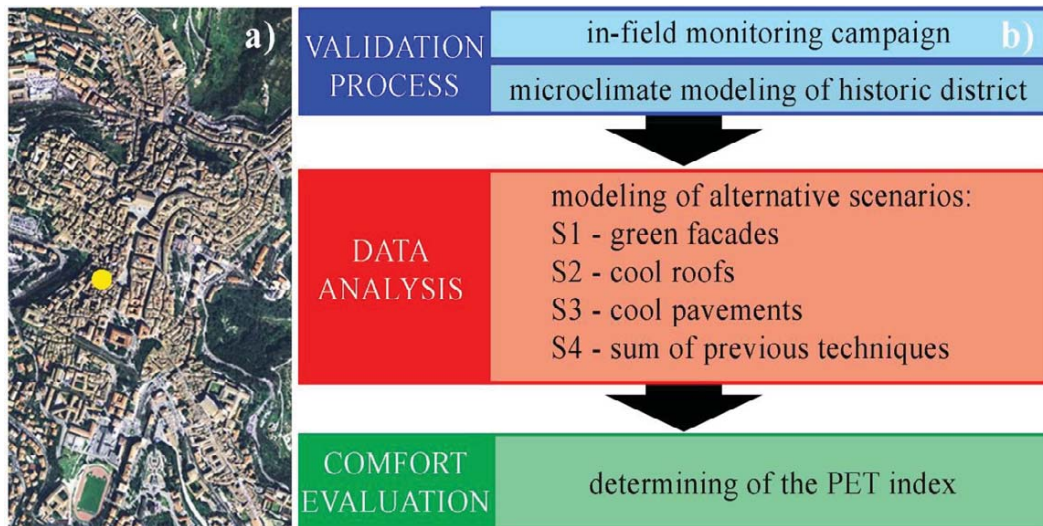 a)
VALIDATION
PROCESS
in-field monitoring campaign
b)
microclimate modeling of historic district
DATA
ANALYSIS
modeling of alternative scenarios:
S1 - green facades
S2 - cool roofs
S3 - cool pavements
S4 - sum of previous techniques
COMFORT
EVALUATION
determining of the PET index